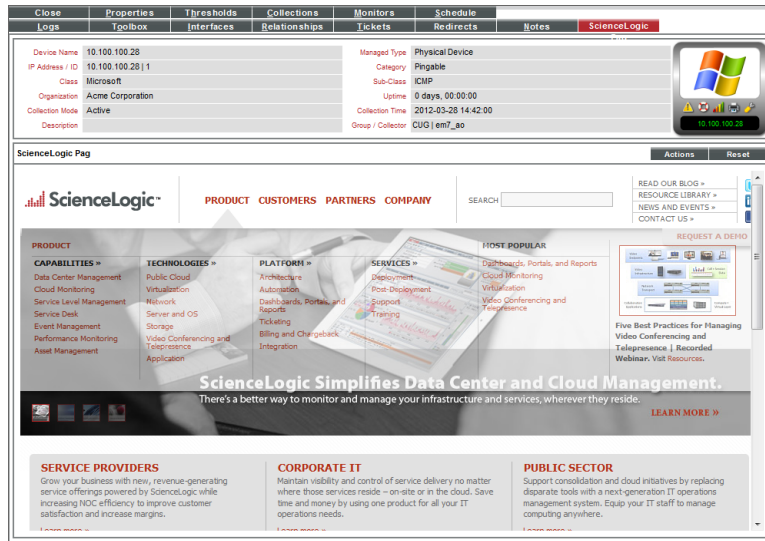 Close Properties Thresholds Collections Monitors Schedule
Logs Toolbox Interfaces Relationships Tickets Redirects Notes ScienceLogic
Device Name 10.100.100.28
IP Address / ID 10.100.100.28 | 1
Class Microsoft
Organization Acme Corporation
Collection Mode Active
Description
Managed Type Physical Device
Category Pingable
Sub-Class ICMP
Uptime 0 days, 00:00:00
Collection Time 2012-03-28 14:42:00
Group / Collector CUG | em7_ao
10.100.100.28
ScienceLogic Pag
Actions Reset
ScienceLogic™
PRODUCT CUSTOMERS PARTNERS COMPANY
SEARCH
READ OUR BLOG »
RESOURCE LIBRARY »
NEWS AND EVENTS »
CONTACT US »
REQUEST A DEMO
PRODUCT
CAPABILITIES »
Data Center Management
Cloud Monitoring
Service Level Management
Service Desk
Event Management
Performance Monitoring
Asset Management
TECHNOLOGIES »
Public Cloud
Virtualization
Network
Server and OS
Storage
Video Conferencing and
Telepresence
Application
PLATFORM »
Architecture
Automation
Dashboards, Portals, and
Reports
Ticketing
Billing and Chargeback
Integration
SERVICES »
Deployment
Post-Deployment
Support
Training
MOST POPULAR
Dashboards, Portals, and Reports
Cloud Monitoring
Virtualization
Video Conferencing and
Telepresence
Five Best Practices for Managing
Video Conferencing and
Telepresence | Recorded
Webinar. Visit Resources.
ScienceLogic Simplifies Data Center and Cloud Management.
There's a better way to monitor and manage your infrastructure and services, wherever they reside.
LEARN MORE »
SERVICE PROVIDERS
Grow your business with new, revenue-generating
service offerings powered by ScienceLogic while
increasing NOC efficiency to improve customer
satisfaction and increase margins.
Learn more »
CORPORATE IT
Maintain visibility and control of service delivery no matter
where those services reside – on-site or in the cloud. Save
time and money by using one product for all your IT
operations needs.
Learn more »
PUBLIC SECTOR
Support consolidation and cloud initiatives by replacing
disparate tools with a next-generation IT operations
management system. Equip your IT staff to manage
computing anywhere.
Learn more »